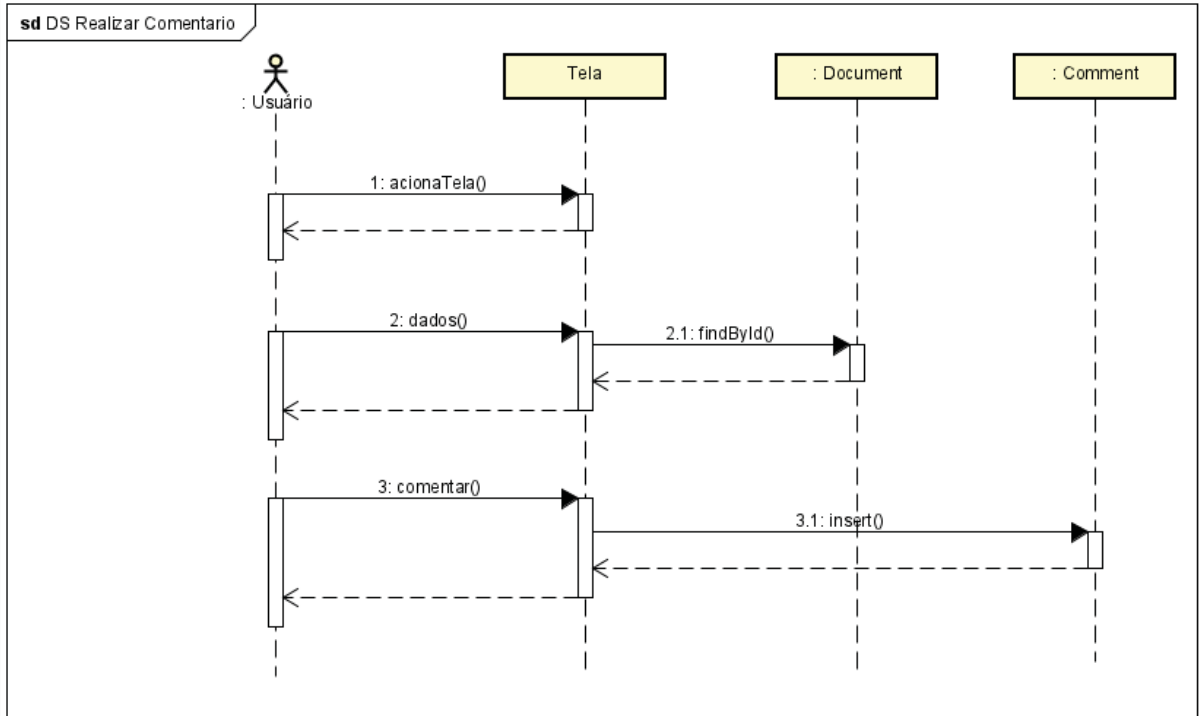 sd DS Realizar Comentario
: Usuário
Tela
: Document
: Comment
1: acionaTela()
2: dados()
2.1: findById()
3: comentar()
3.1: insert()